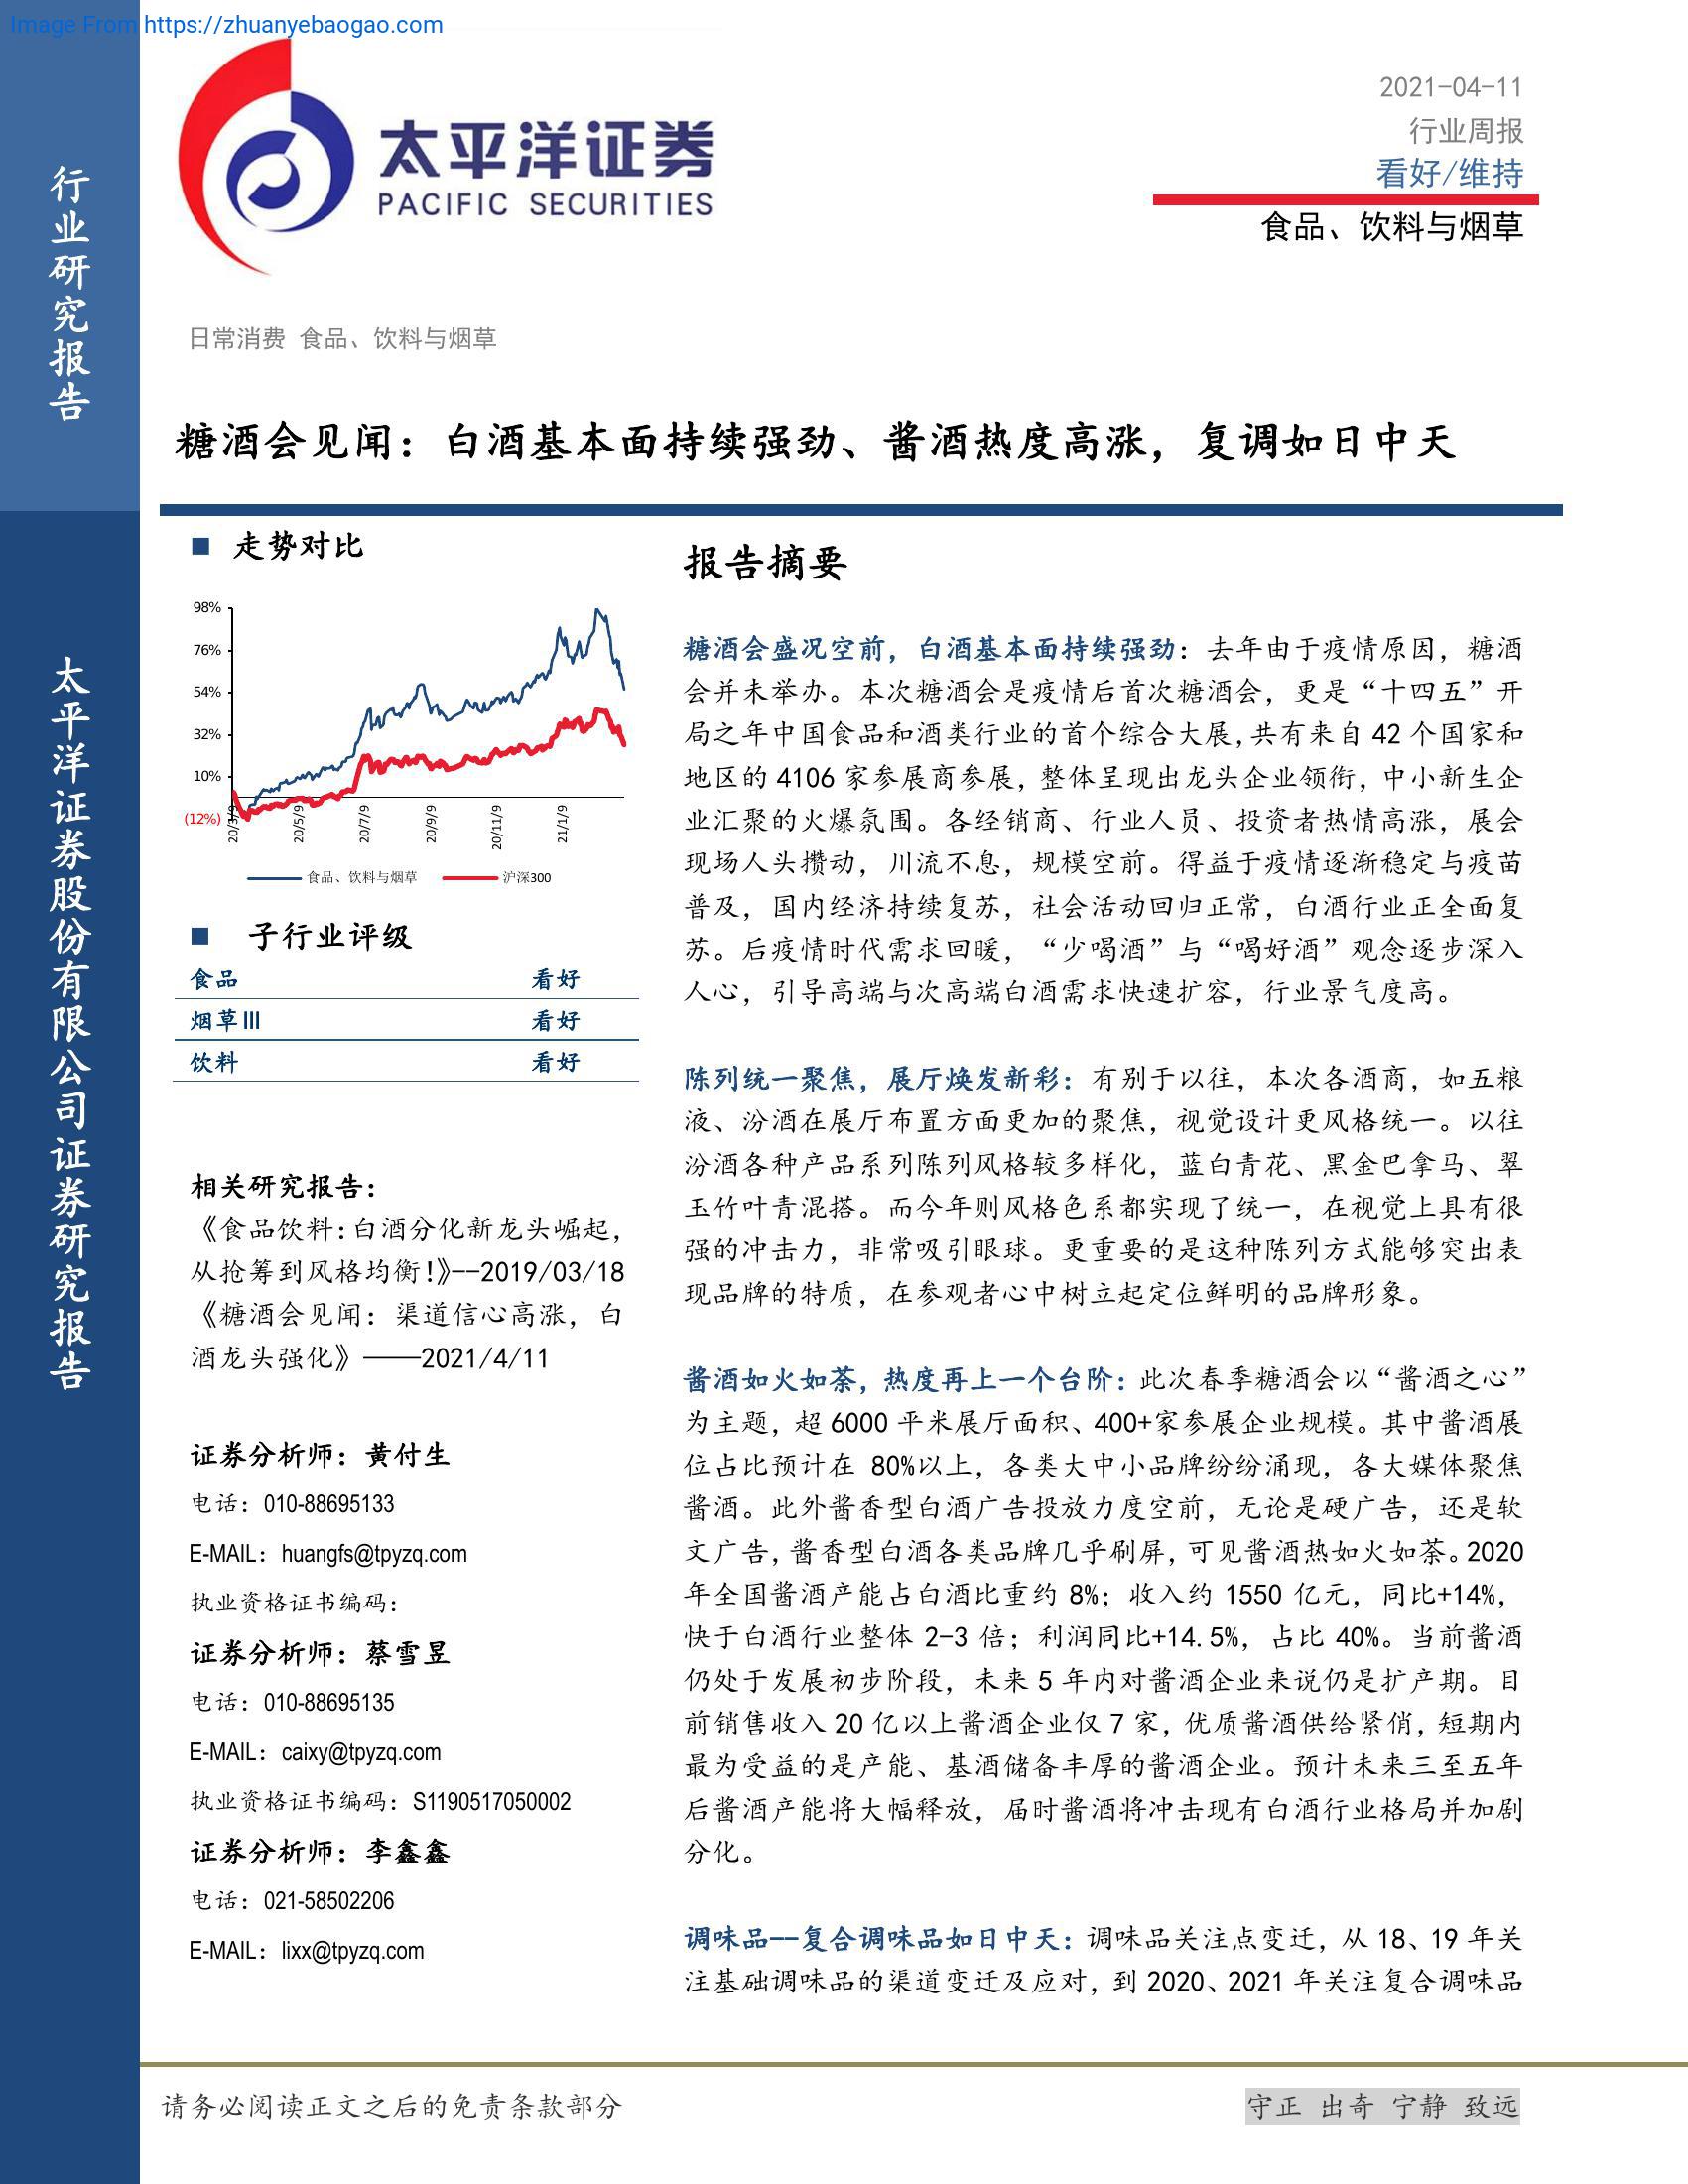 Image From https://zhuanyebaogao.com
行业研究报告
太平洋证券股份有限公司证券研究报告
太平洋证券
PACIFIC SECURITIES
2021-04-11
行业周报
看好/维持
食品、饮料与烟草
日常消费 食品、饮料与烟草
糖酒会见闻：白酒基本面持续强劲、酱酒热度高涨，复调如日中天
■ 走势对比
98%
76%
54%
32%
10%
(12%)
20/3/9
20/5/9
20/7/9
20/9/9
20/11/9
21/1/9
食品、饮料与烟草
沪深300
■ 子行业评级
食品 看好
烟草Ⅲ 看好
饮料 看好
相关研究报告：
《食品饮料：白酒分化新龙头崛起，
从抢筹到风格均衡！》--2019/03/18
《糖酒会见闻：渠道信心高涨，白
酒龙头强化》——2021/4/11
证券分析师：黄付生
电话：010-88695133
E-MAIL：huangfs@tpyzq.com
执业资格证书编码：
证券分析师：蔡雪昱
电话：010-88695135
E-MAIL：caixy@tpyzq.com
执业资格证书编码：S1190517050002
证券分析师：李鑫鑫
电话：021-58502206
E-MAIL：lixx@tpyzq.com
报告摘要
糖酒会盛况空前，白酒基本面持续强劲：去年由于疫情原因，糖酒
会并未举办。本次糖酒会是疫情后首次糖酒会，更是“十四五”开
局之年中国食品和酒类行业的首个综合大展，共有来自 42 个国家和
地区的 4106 家参展商参展，整体呈现出龙头企业领衔，中小新生企
业汇聚的火爆氛围。各经销商、行业人员、投资者热情高涨，展会
现场人头攒动，川流不息，规模空前。得益于疫情逐渐稳定与疫苗
普及，国内经济持续复苏，社会活动回归正常，白酒行业正全面复
苏。后疫情时代需求回暖，“少喝酒”与“喝好酒”观念逐步深入
人心，引导高端与次高端白酒需求快速扩容，行业景气度高。
陈列统一聚焦，展厅焕发新彩：有别于以往，本次各酒商，如五粮
液、汾酒在展厅布置方面更加的聚焦，视觉设计更风格统一。以往
汾酒各种产品系列陈列风格较多样化，蓝白青花、黑金巴拿马、翠
玉竹叶青混搭。而今年则风格色系都实现了统一，在视觉上具有很
强的冲击力，非常吸引眼球。更重要的是这种陈列方式能够突出表
现品牌的特质，在参观者心中树立起定位鲜明的品牌形象。
酱酒如火如荼，热度再上一个台阶：此次春季糖酒会以“酱酒之心”
为主题，超 6000 平米展厅面积、400+家参展企业规模。其中酱酒展
位占比预计在 80%以上，各类大中小品牌纷纷涌现，各大媒体聚焦
酱酒。此外酱香型白酒广告投放力度空前，无论是硬广告，还是软
文广告，酱香型白酒各类品牌几乎刷屏，可见酱酒热如火如荼。2020
年全国酱酒产能占白酒比重约 8%；收入约 1550 亿元，同比+14%，
快于白酒行业整体 2-3 倍；利润同比+14.5%，占比 40%。当前酱酒
仍处于发展初步阶段，未来 5 年内对酱酒企业来说仍是扩产期。目
前销售收入 20 亿以上酱酒企业仅 7 家，优质酱酒供给紧俏，短期内
最为受益的是产能、基酒储备丰厚的酱酒企业。预计未来三至五年
后酱酒产能将大幅释放，届时酱酒将冲击现有白酒行业格局并加剧
分化。
调味品--复合调味品如日中天：调味品关注点变迁，从 18、19 年关
注基础调味品的渠道变迁及应对，到 2020、2021 年关注复合调味品
请务必阅读正文之后的免责条款部分
守正 出奇 宁静 致远